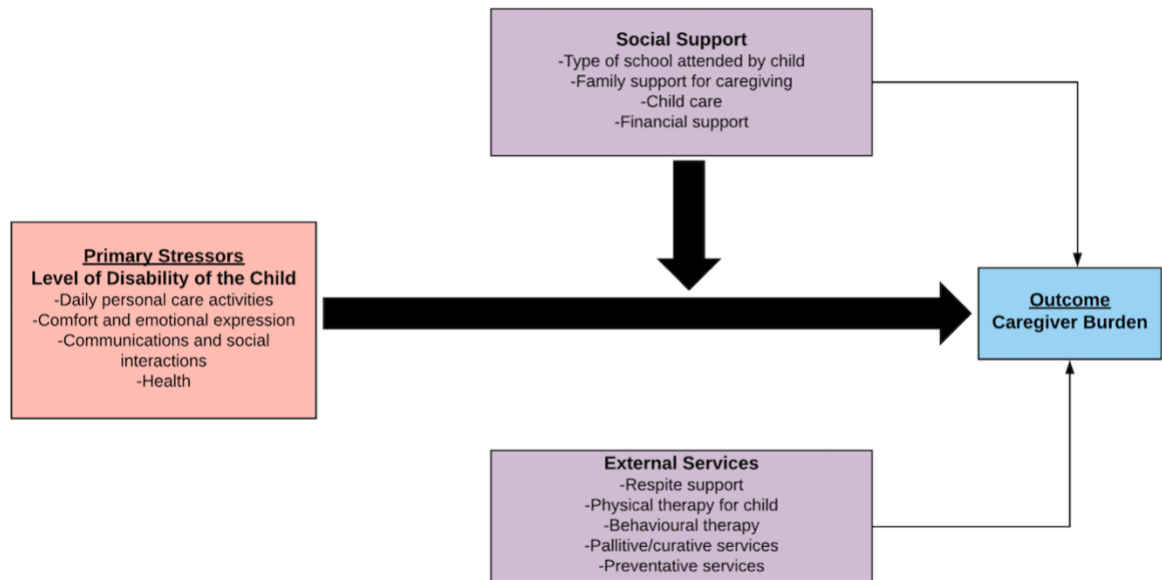 Social Support
-Type of school attended by child
-Family support for caregiving
-Child care
-Financial support
Primary Stressors
Level of Disability of the Child
-Daily personal care activities
-Comfort and emotional expression
-Communications and social
interactions
-Health
Outcome
Caregiver Burden
External Services
-Respite support
-Physical therapy for child
-Behavioural therapy
-Pallitive/curative services
-Preventative services